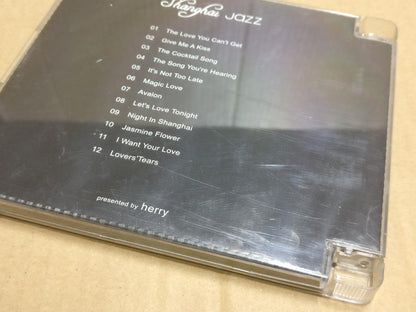 Shanghai JAZZ
01 The Love You Can't Get
02 Give Me A Kiss
03 The Cocktail Song
04 The Song You're Hearing
05 It's Not Too Late
06 Magic Love
07 Avalon
08 Let's Love Tonight
09 Night In Shanghai
10 Jasmine Flower
11 I Want Your Love
12 Lovers' Tears
presented by herry